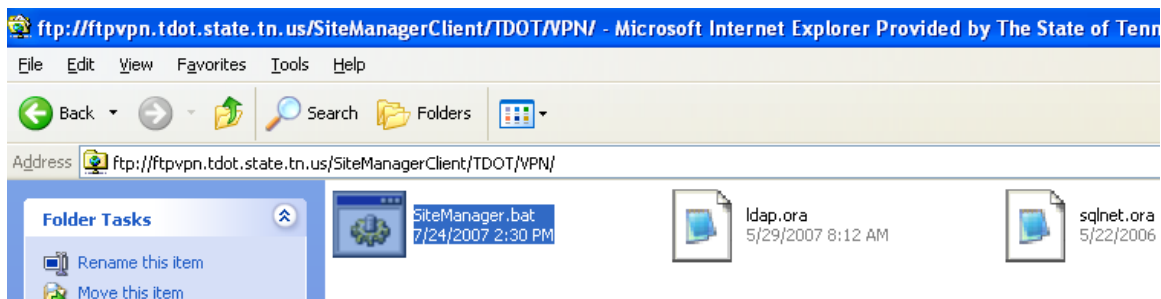 ftp://ftpvpn.tdot.state.tn.us/SiteManagerClient/TDOT/VPN/ - Microsoft Internet Explorer Provided by The State of Tenn
File Edit View Favorites Tools Help
Back Search Folders
Address ftp://ftpvpn.tdot.state.tn.us/SiteManagerClient/TDOT/VPN/
Folder Tasks
Rename this item
Move this item
SiteManager.bat
7/24/2007 2:30 PM
ldap.ora
5/29/2007 8:12 AM
sqlnet.ora
5/22/2006